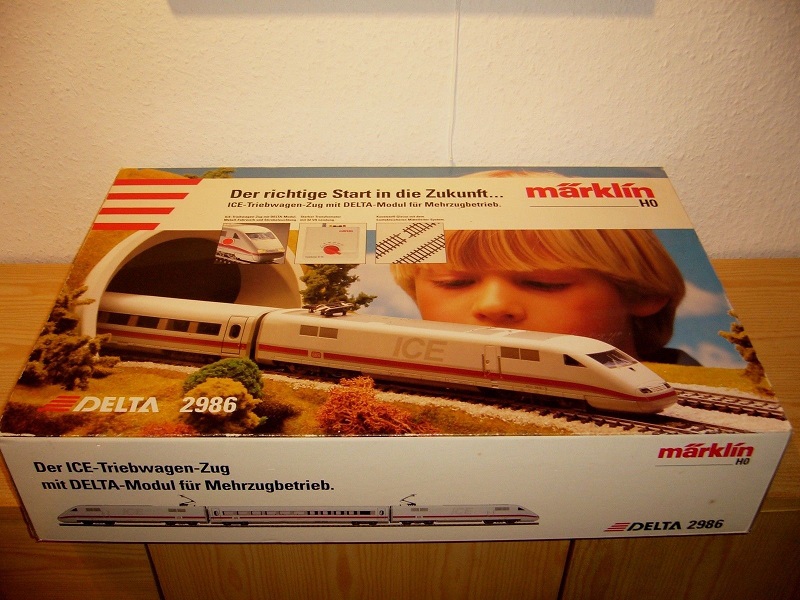 Der richtige Start in die Zukunft...
ICE-Triebwagen-Zug mit DELTA-Modul für Mehrzugbetrieb.
märklin
H0
ICE
DELTA 2986
Der ICE-Triebwagen-Zug
mit DELTA-Modul für Mehrzugbetrieb.
märklin
H0
DELTA 2986